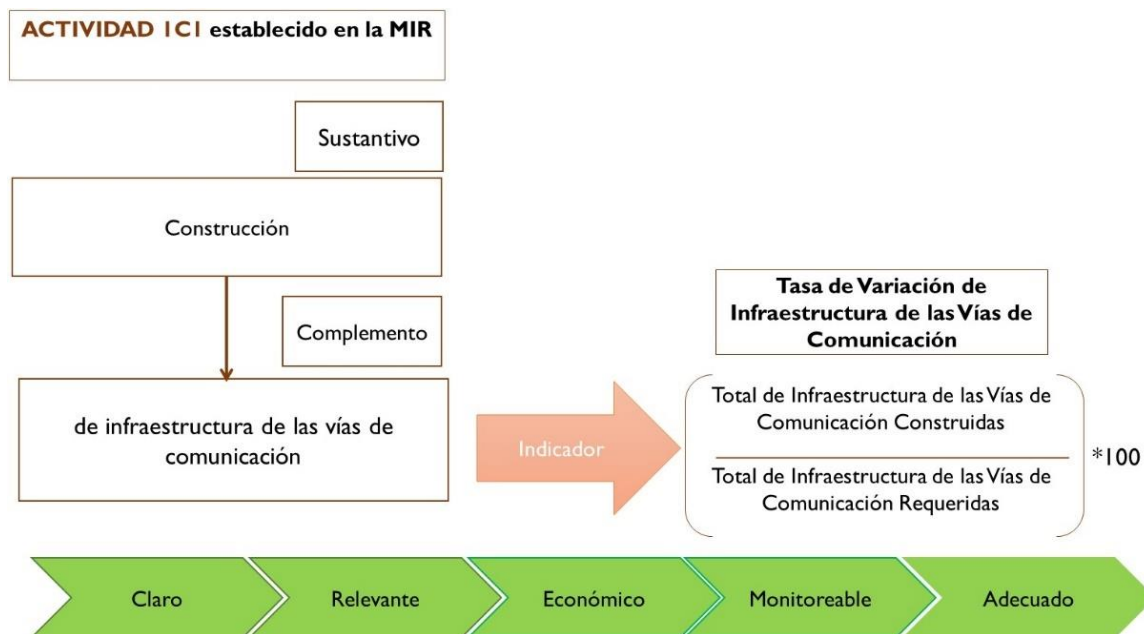 ACTIVIDAD 1C1 establecido en la MIR
Sustantivo
Construcción
Complemento
de infraestructura de las vías de
comunicación
Indicador
Tasa de Variación de
Infraestructura de las Vías de
Comunicación
Total de Infraestructura de las Vías de
Comunicación Construidas
Total de Infraestructura de las Vías de
Comunicación Requeridas
*100
Claro
Relevante
Económico
Monitoreable
Adecuado